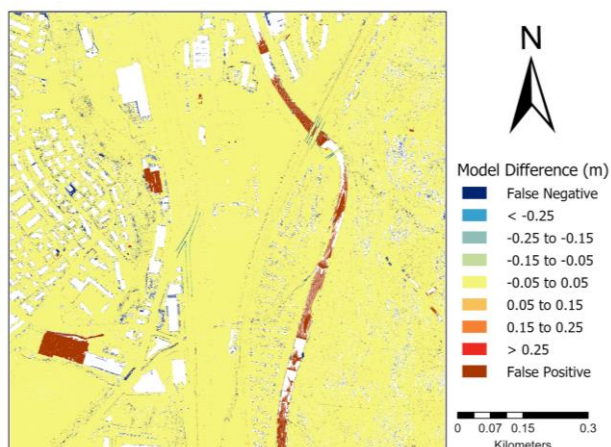 N
Model Difference (m)
False Negative
< -0.25
-0.25 to -0.15
-0.15 to -0.05
-0.05 to 0.05
0.05 to 0.15
0.15 to 0.25
> 0.25
False Positive
0 0.07 0.15 0.3
Kilometers